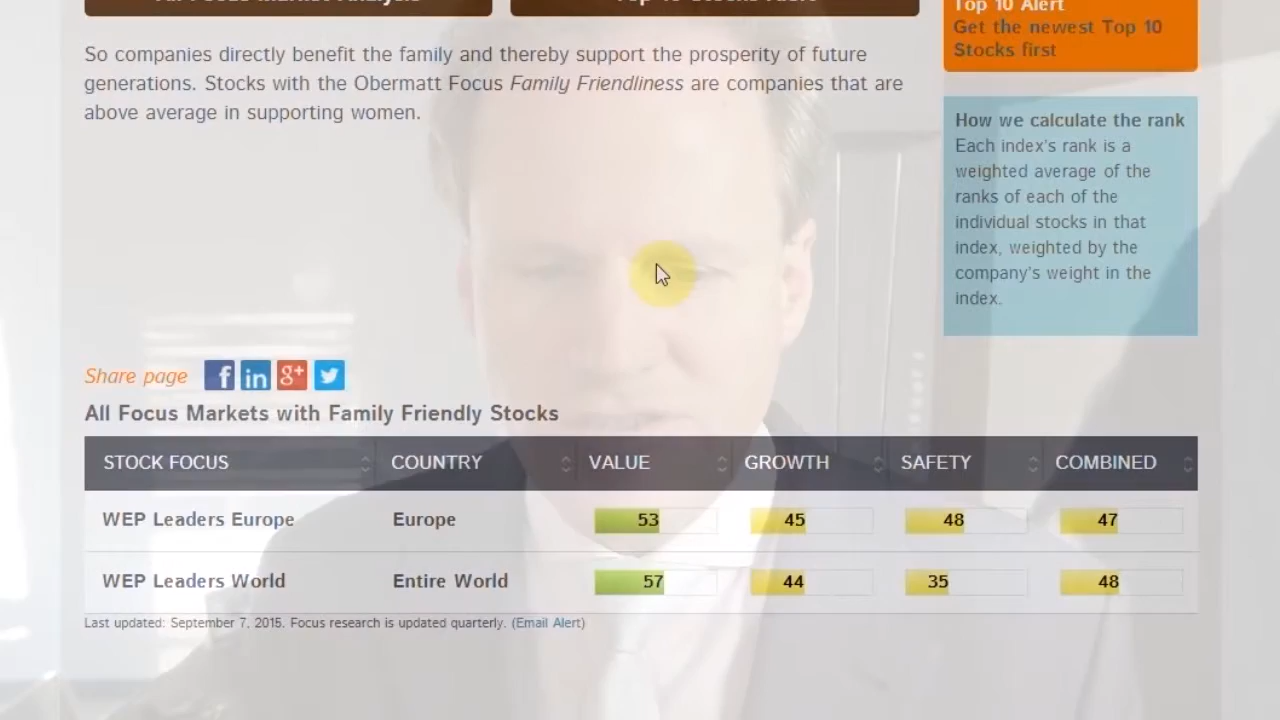 Top 10 Alert
Get the newest Top 10
Stocks first
So companies directly benefit the family and thereby support the prosperity of future
generations. Stocks with the Obermatt Focus Family Friendliness are companies that are
above average in supporting women.
How we calculate the rank
Each index's rank is a
weighted average of the
ranks of each of the
individual stocks in that
index, weighted by the
company's weight in the
index.
Share page f in g+
All Focus Markets with Family Friendly Stocks
STOCK FOCUS COUNTRY VALUE GROWTH SAFETY COMBINED
WEP Leaders Europe Europe 53 45 48 47
WEP Leaders World Entire World 57 44 35 48
Last updated: September 7, 2015. Focus research is updated quarterly. (Email Alert)